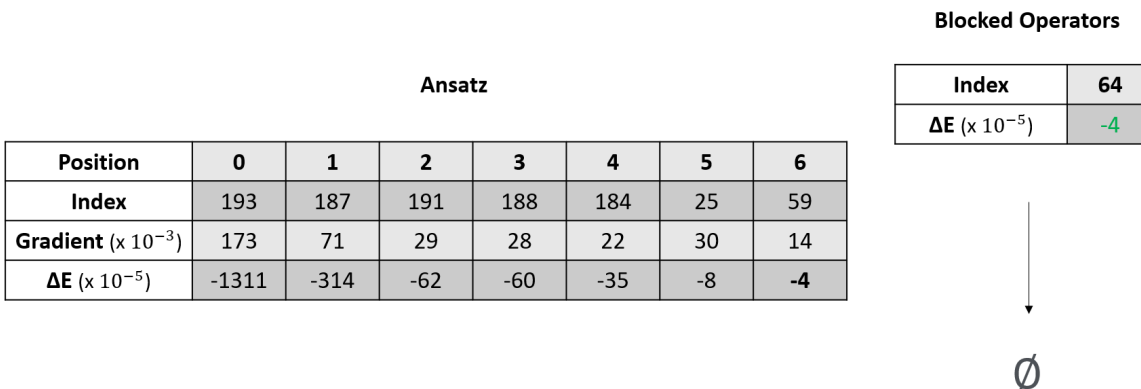 Blocked Operators
Index 64
ΔE (x 10⁻⁵) -4
Ansatz
Position 0 1 2 3 4 5 6
Index 193 187 191 188 184 25 59
Gradient (x 10⁻³) 173 71 29 28 22 30 14
ΔE (x 10⁻⁵) -1311 -314 -62 -60 -35 -8 -4
∅